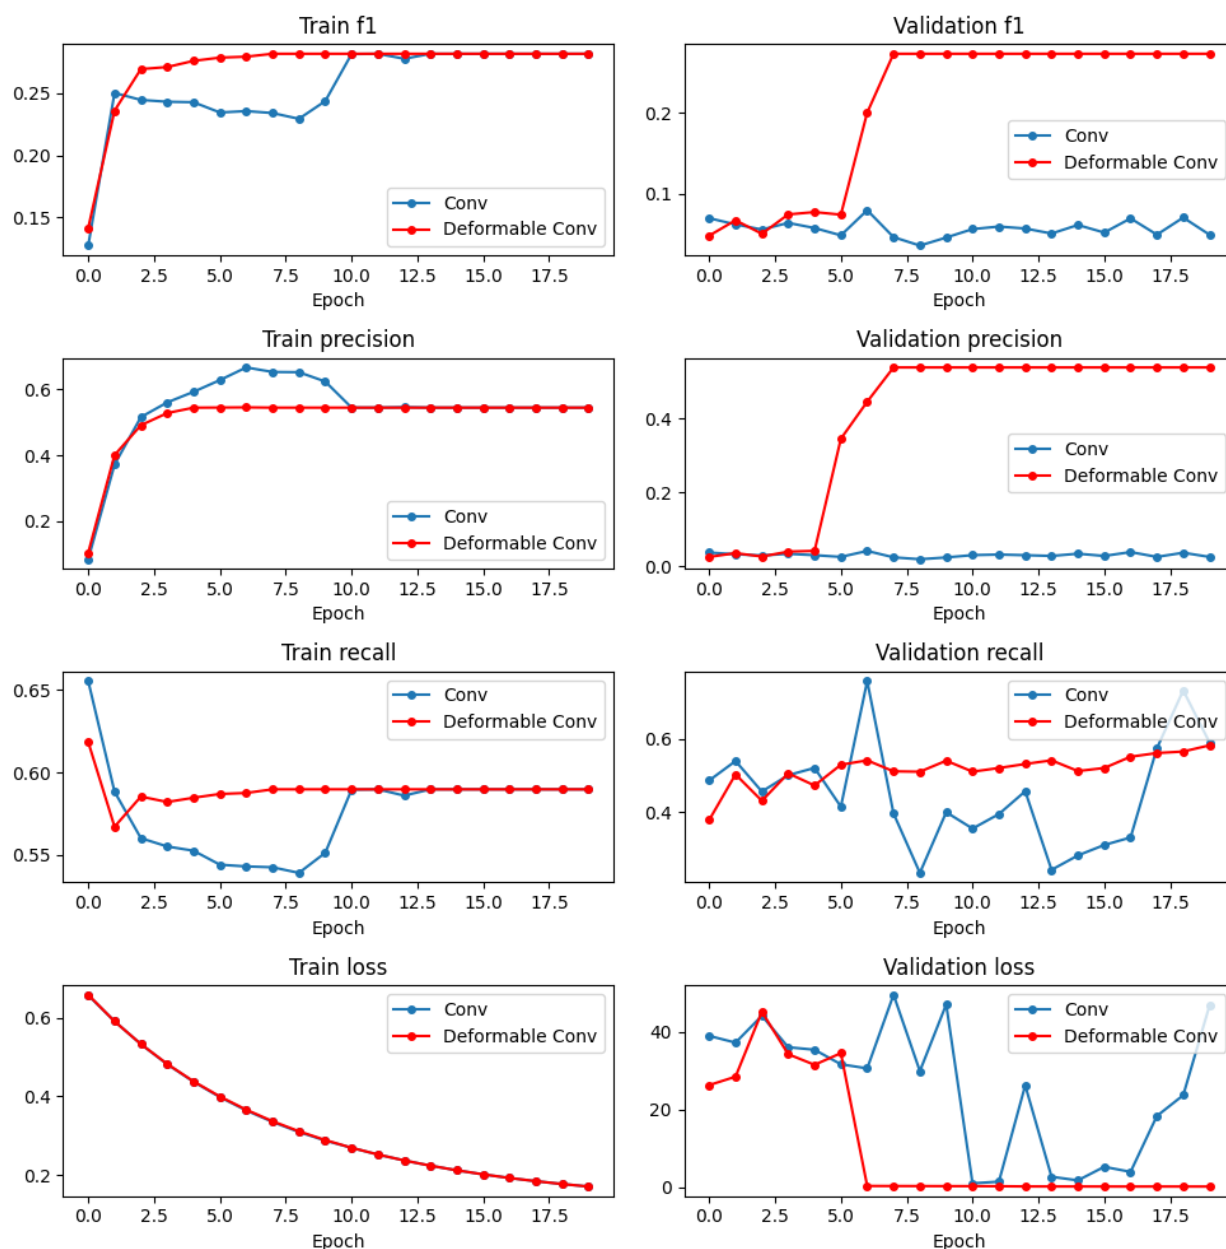 Train f1
0.25
0.20
0.15
Conv
Deformable Conv
0.0 2.5 5.0 7.5 10.0 12.5 15.0 17.5
Epoch
Validation f1
0.2
0.1
Conv
Deformable Conv
0.0 2.5 5.0 7.5 10.0 12.5 15.0 17.5
Epoch
Train precision
0.6
0.4
0.2
Conv
Deformable Conv
0.0 2.5 5.0 7.5 10.0 12.5 15.0 17.5
Epoch
Validation precision
0.4
0.2
0.0
Conv
Deformable Conv
0.0 2.5 5.0 7.5 10.0 12.5 15.0 17.5
Epoch
Train recall
0.65
0.60
0.55
Conv
Deformable Conv
0.0 2.5 5.0 7.5 10.0 12.5 15.0 17.5
Epoch
Validation recall
0.6
0.4
Conv
Deformable Conv
0.0 2.5 5.0 7.5 10.0 12.5 15.0 17.5
Epoch
Train loss
0.6
0.4
0.2
Conv
Deformable Conv
0.0 2.5 5.0 7.5 10.0 12.5 15.0 17.5
Epoch
Validation loss
40
20
0
Conv
Deformable Conv
0.0 2.5 5.0 7.5 10.0 12.5 15.0 17.5
Epoch